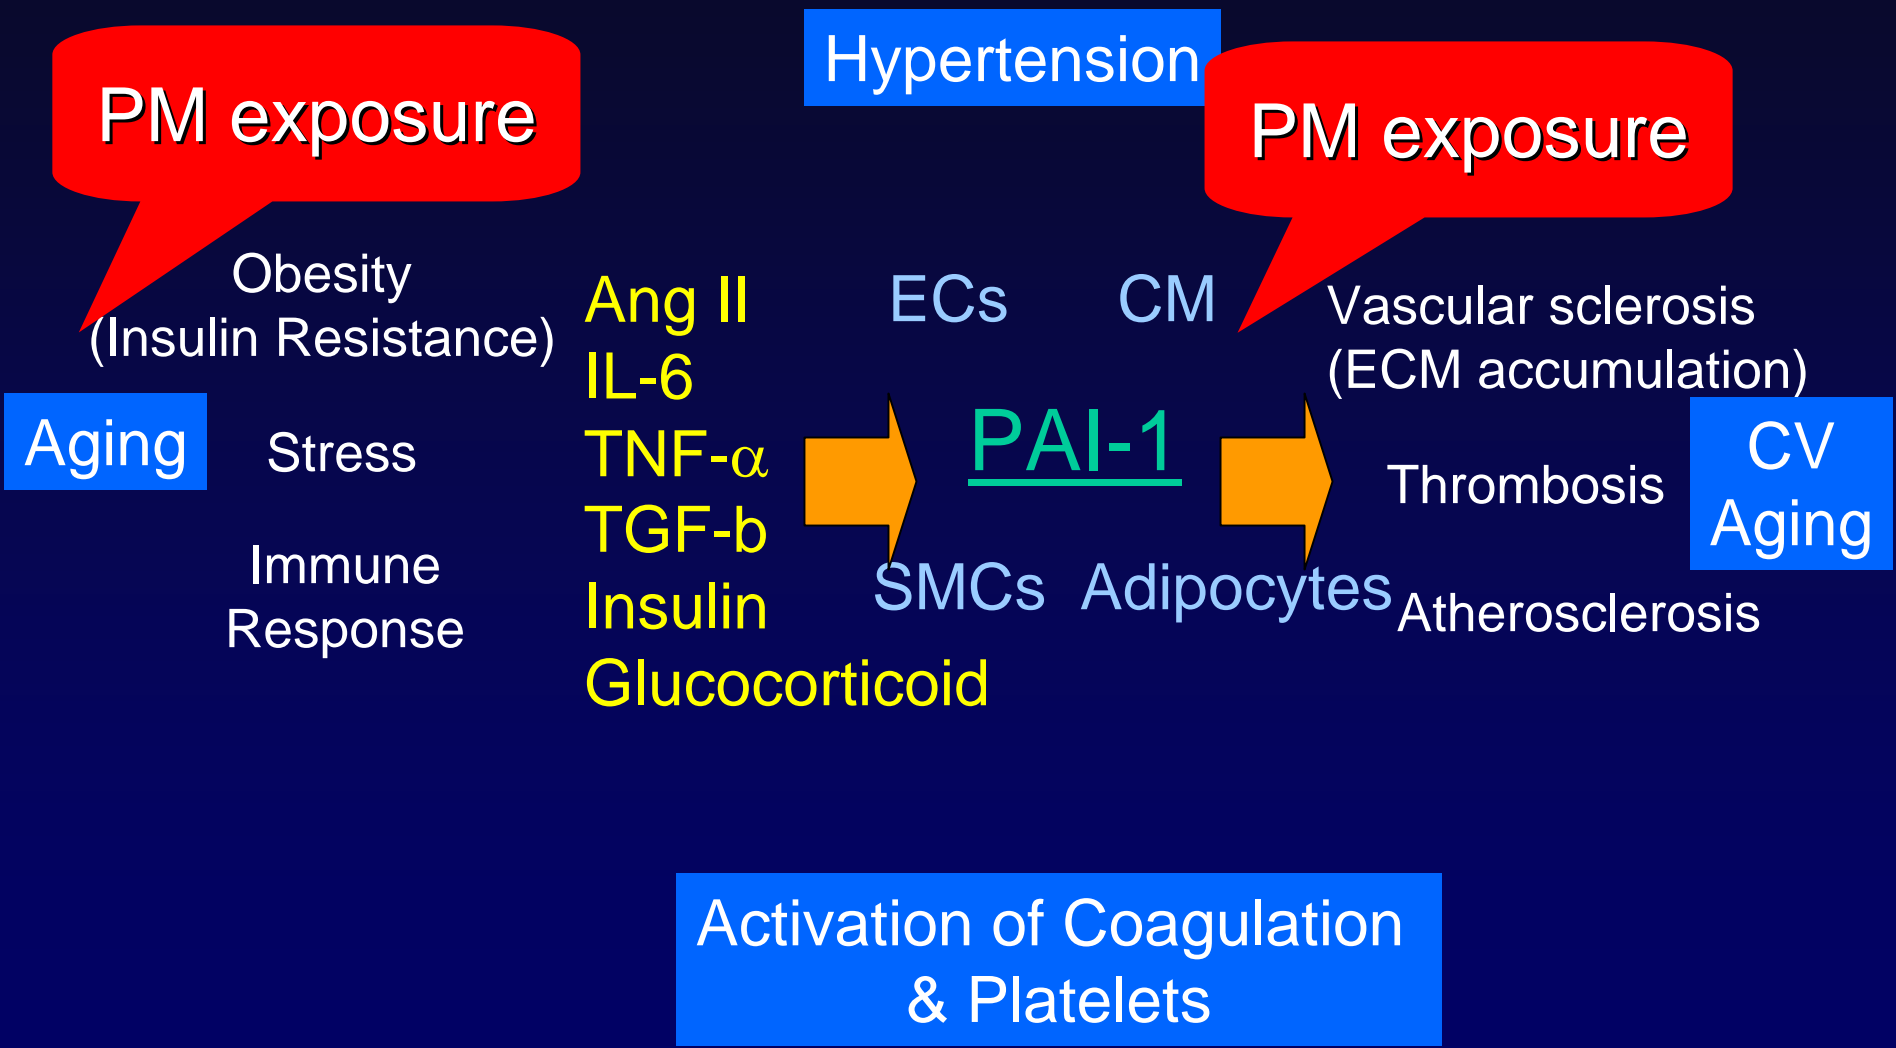 Hypertension
PM exposure
PM exposure
Obesity
(Insulin Resistance)
Aging
Stress
Immune
Response
Ang II
IL-6
TNF-α
TGF-b
Insulin
Glucocorticoid
ECs
CM
PAI-1
SMCs
Adipocytes
Vascular sclerosis
(ECM accumulation)
Thrombosis
Atherosclerosis
CV
Aging
Activation of Coagulation
& Platelets